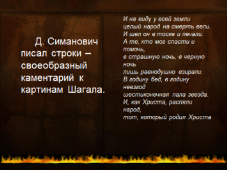 Д. Симанович
писал строки –
своеобразный
каментарий к
картинам Шагала.
И на виду у всей земли
целый народ на смерть вели.
И шел он в тоске и печали.
А те, кто мог спасти и
помочь,
в страшную ночь, в черную
ночь
лишь равнодушно взирали.
В годину бед, в годину
невзгод
шестиконечная пала звезда.
И, как Христа, распяли
народ,
тот, который родил Христа